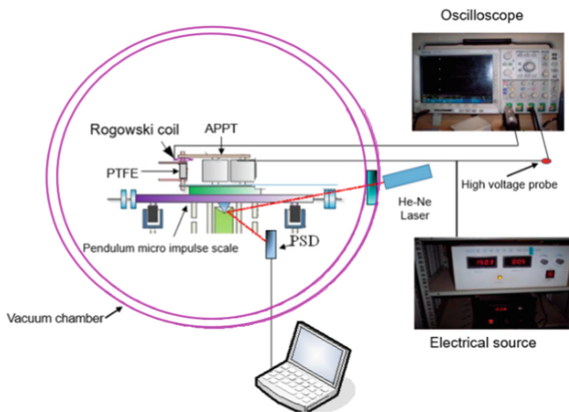 Oscilloscope
Rogowski coil
APPT
PTFE
High voltage probe
He-Ne
Laser
Pendulum micro impulse scale
PSD
Vacuum chamber
Electrical source